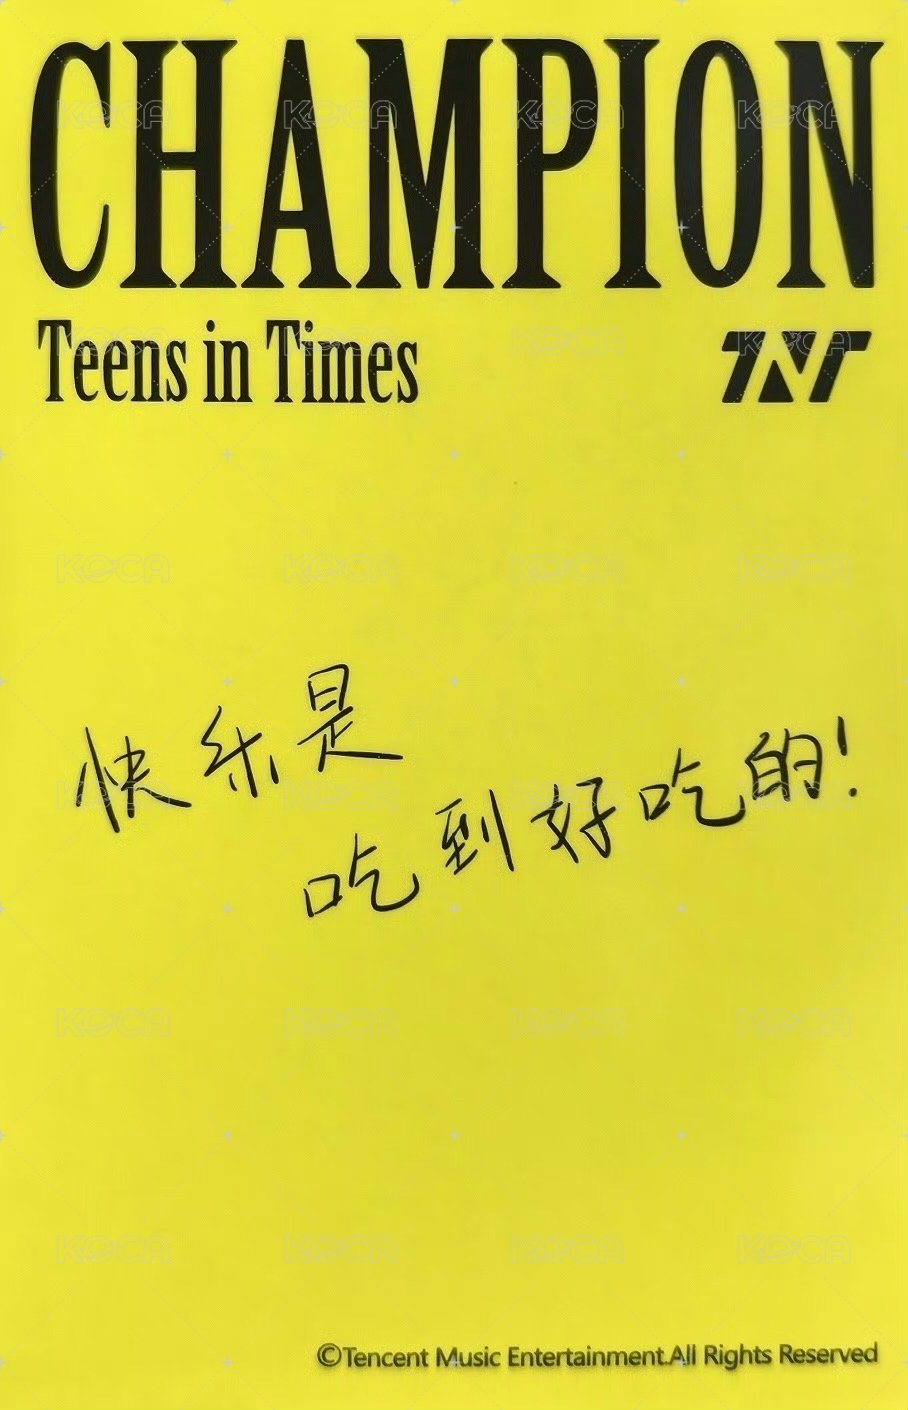 CHAMPION
Teens in Times
TNT
快乐是
吃到好吃的!
©Tencent Music Entertainment.All Rights Reserved
KOCA